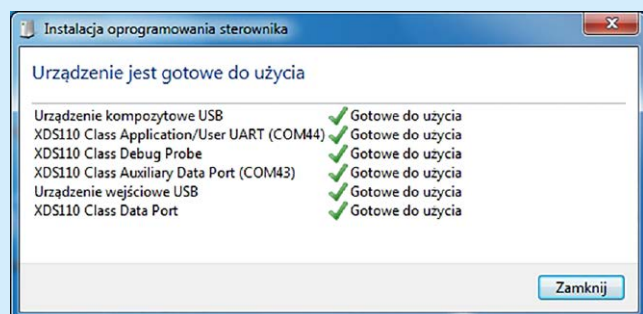 Instalacja oprogramowania sterownika
Urządzenie jest gotowe do użycia
Urządzenie kompozytowe USB Gotowe do użycia
XDS110 Class Application/User UART (COM44) Gotowe do użycia
XDS110 Class Debug Probe Gotowe do użycia
XDS110 Class Auxiliary Data Port (COM43) Gotowe do użycia
Urządzenie wejściowe USB Gotowe do użycia
XDS110 Class Data Port Gotowe do użycia
Zamknij